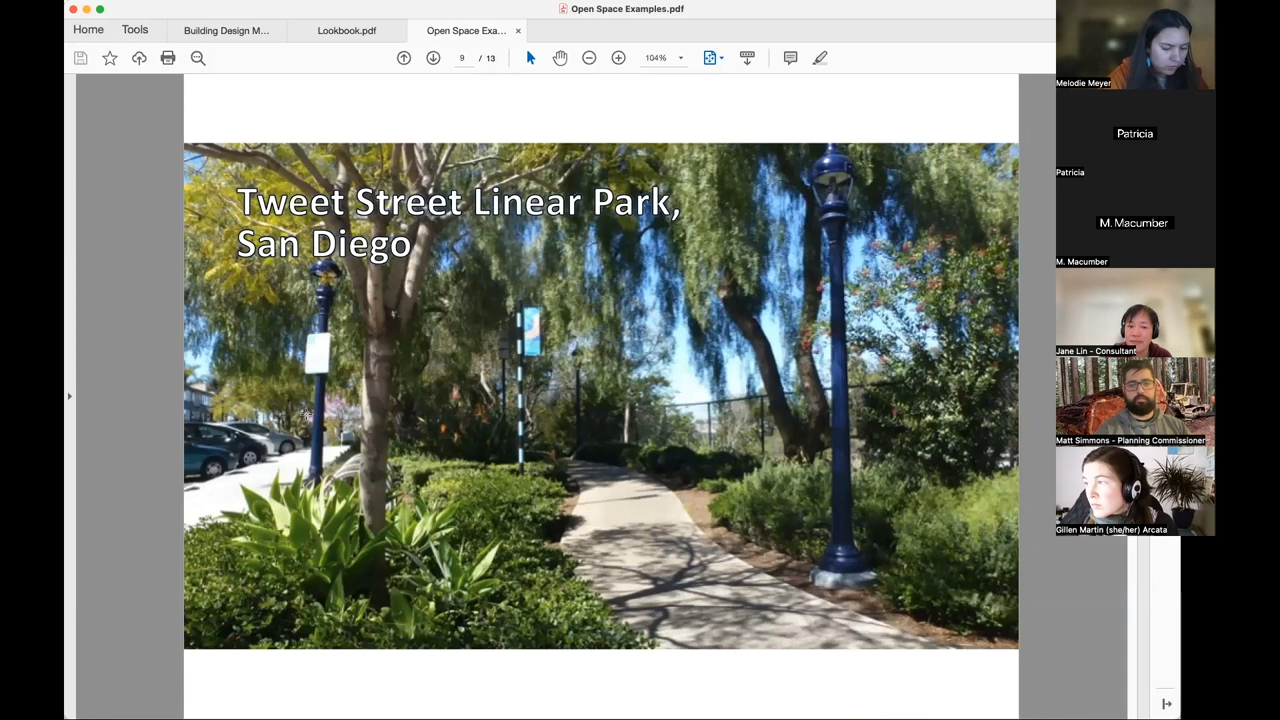 Open Space Examples.pdf
Home
Tools
Building Design M...
Lookbook.pdf
Open Space Exa...
9 / 13
104%
Tweet Street Linear Park,
San Diego
Melodie Meyer
Patricia
Patricia
M. Macumber
M. Macumber
Jane Lin - Consultant
Matt Simmons - Planning Commissioner
Gillen Martin (she/her) Arcata